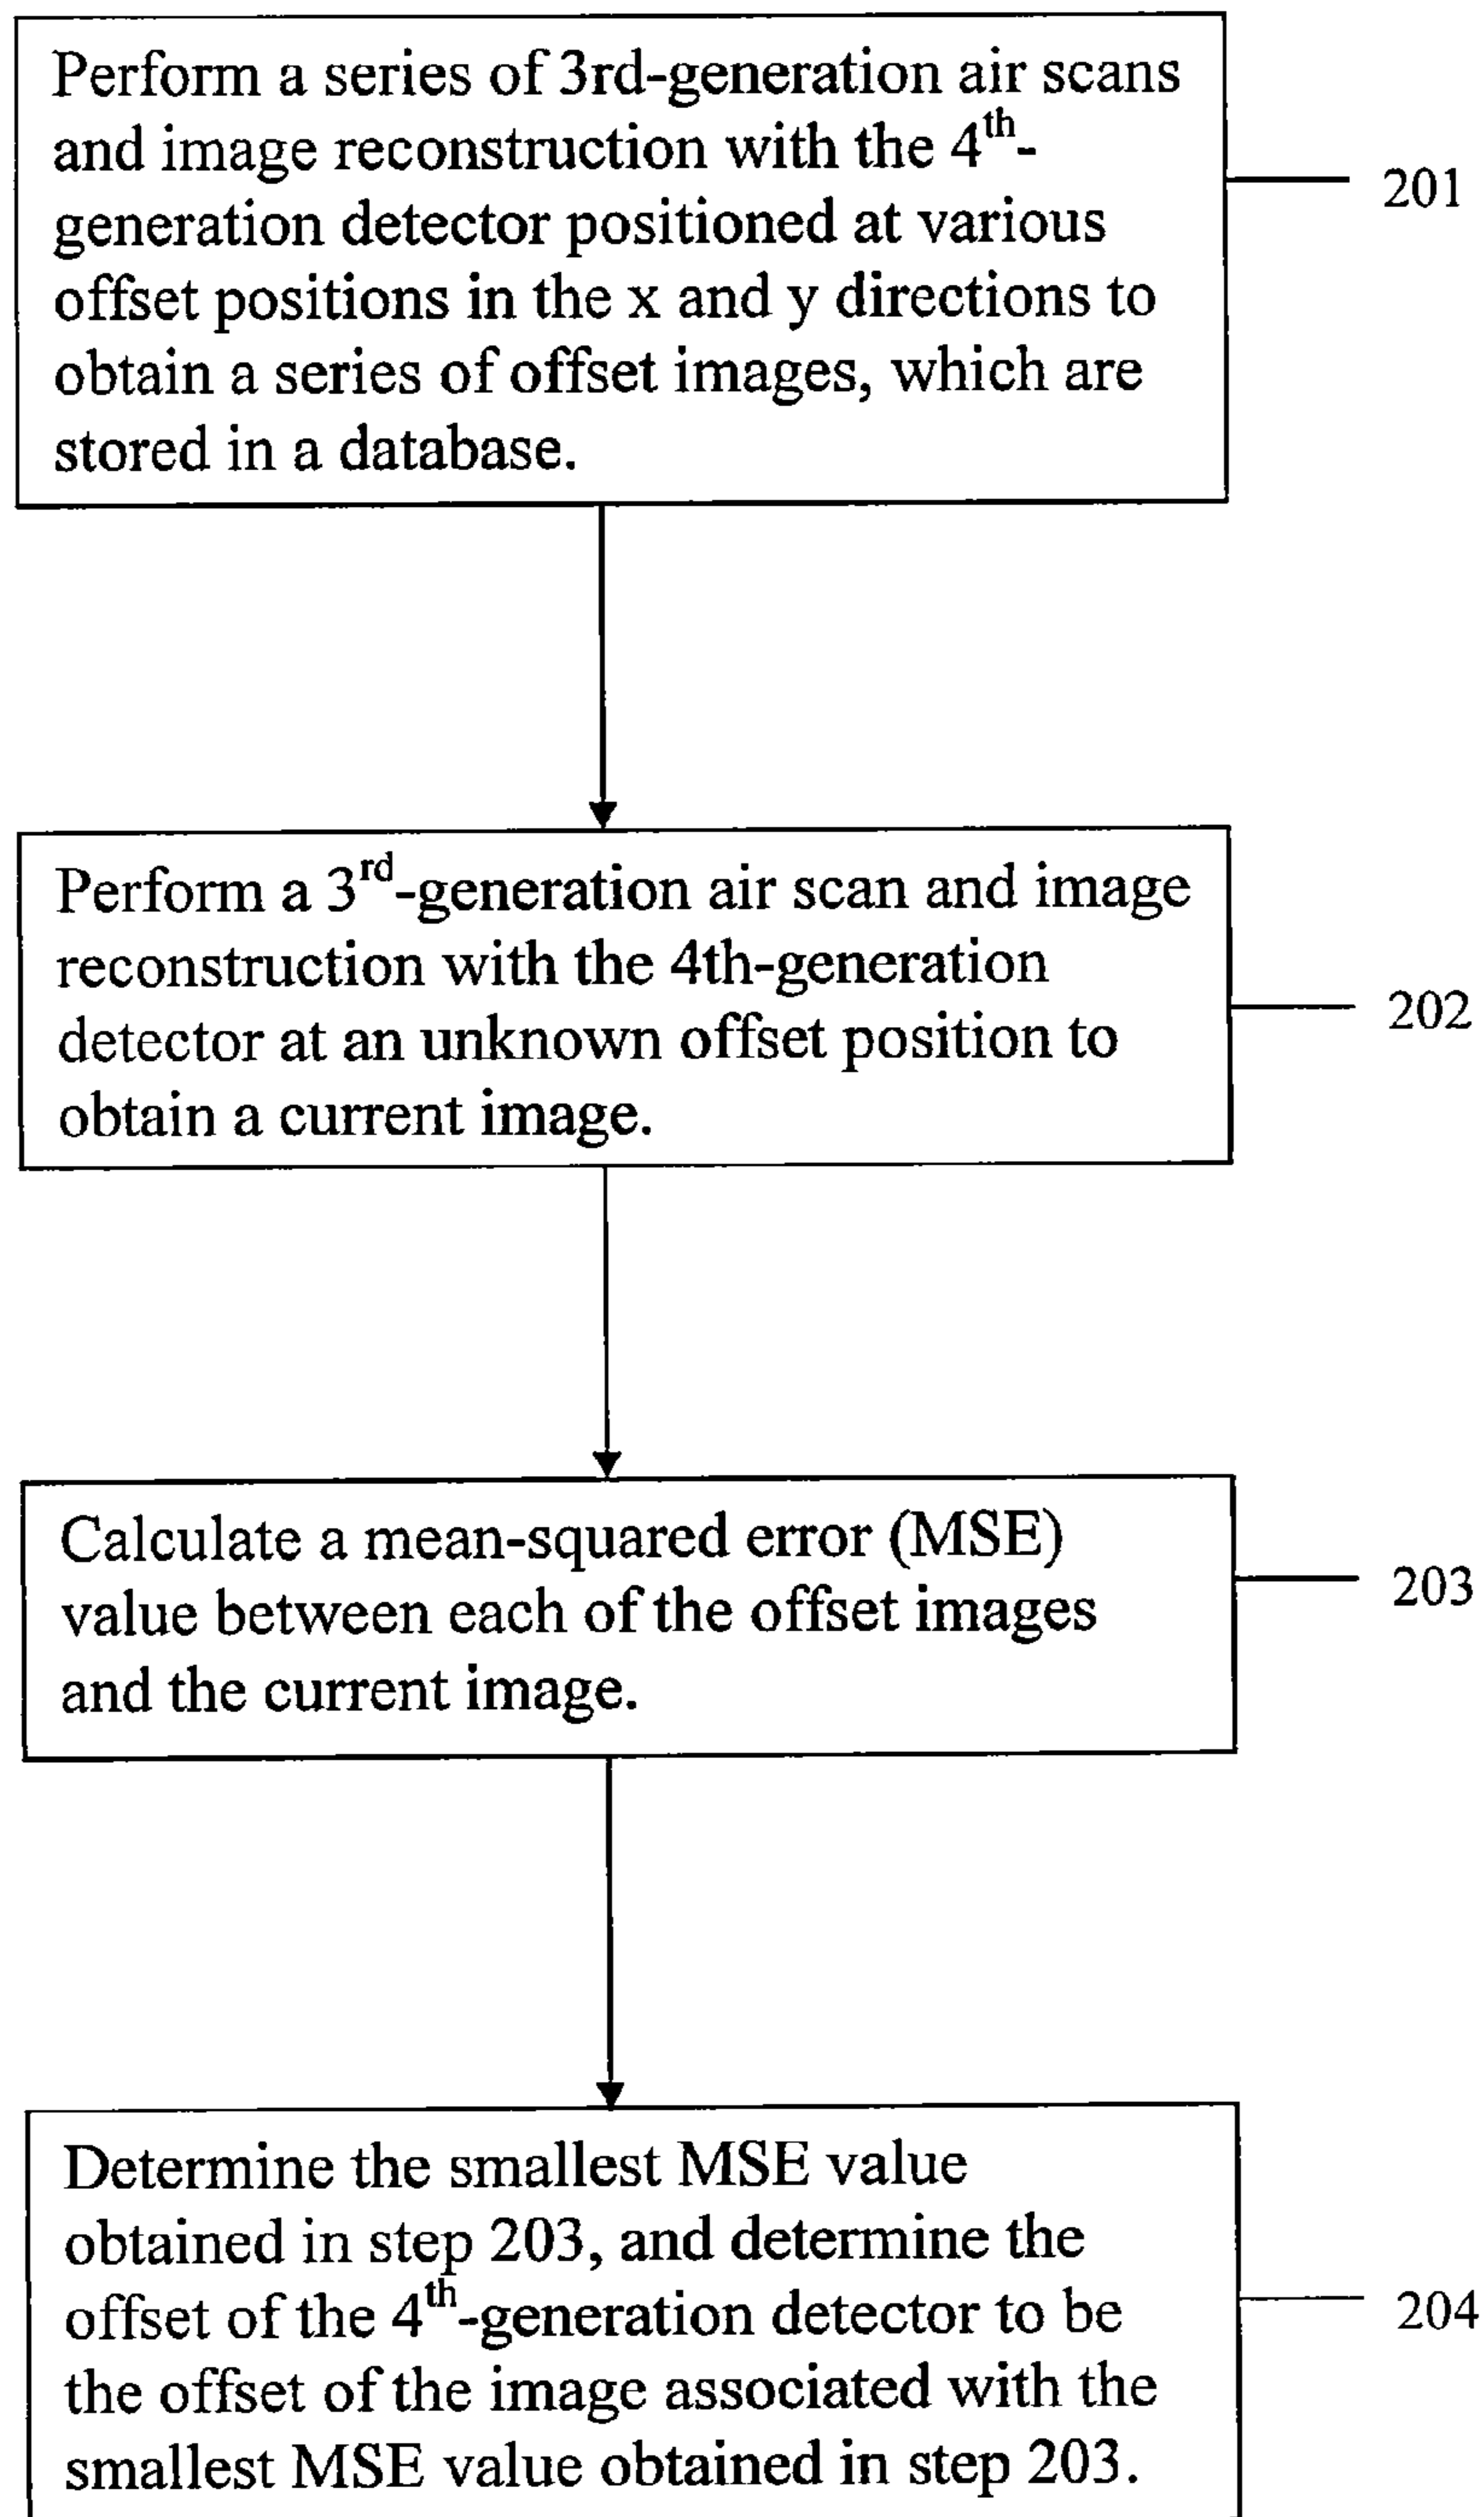 Perform a series of 3rd-generation air scans
and image reconstruction with the 4th-
generation detector positioned at various
offset positions in the x and y directions to
obtain a series of offset images, which are
stored in a database.
201
Perform a 3rd-generation air scan and image
reconstruction with the 4th-generation
detector at an unknown offset position to
obtain a current image.
202
Calculate a mean-squared error (MSE)
value between each of the offset images
and the current image.
203
Determine the smallest MSE value
obtained in step 203, and determine the
offset of the 4th-generation detector to be
the offset of the image associated with the
smallest MSE value obtained in step 203.
204